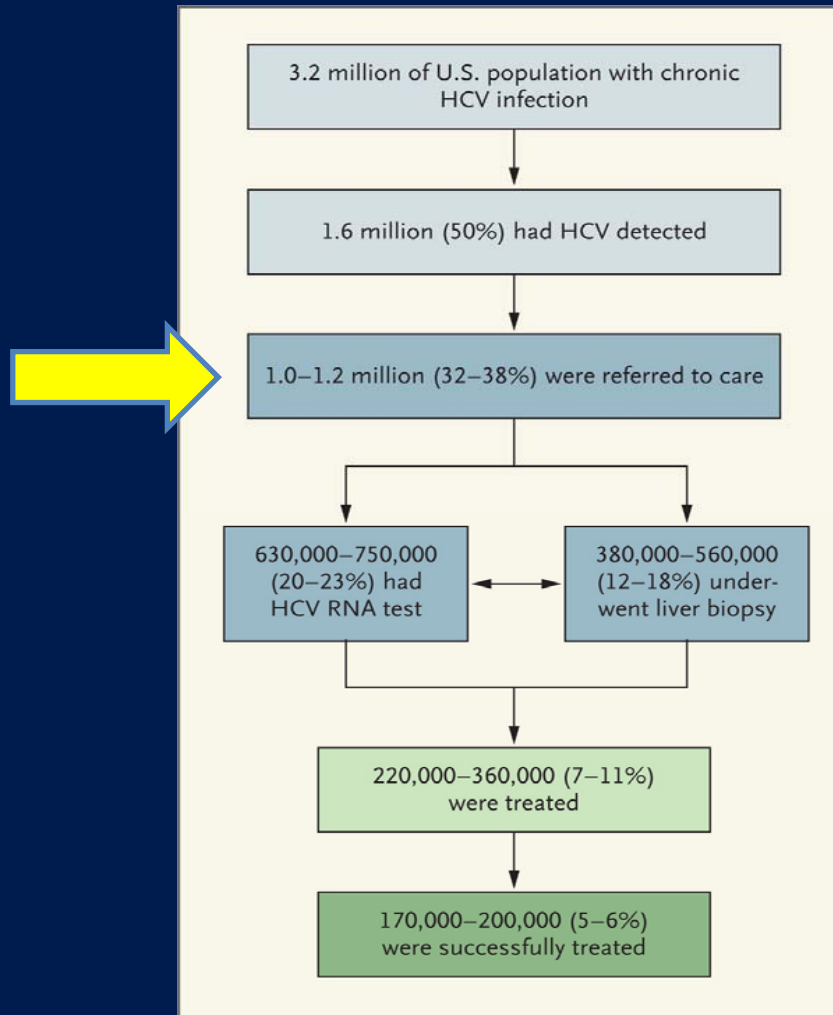 3.2 million of U.S. population with chronic
HCV infection
1.6 million (50%) had HCV detected
1.0–1.2 million (32–38%) were referred to care
630,000–750,000
(20–23%) had
HCV RNA test
380,000–560,000
(12–18%) under-
went liver biopsy
220,000–360,000 (7–11%)
were treated
170,000–200,000 (5–6%)
were successfully treated